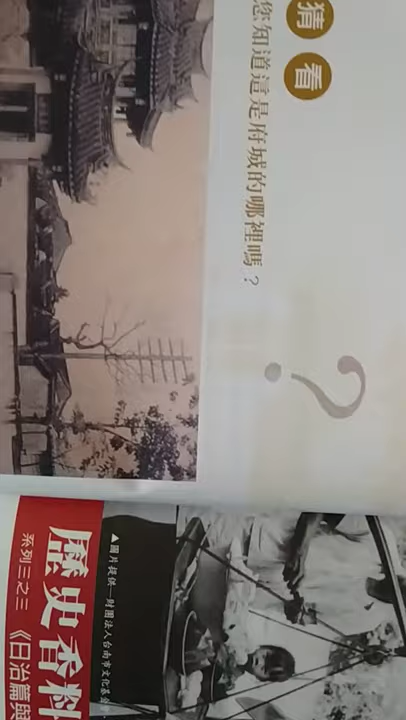 猜看
您知道這是府城的哪裡嗎？
？
▲圖片提供—財團法人台南市文化基金
歷史香料
系列三之三 《日治篇與